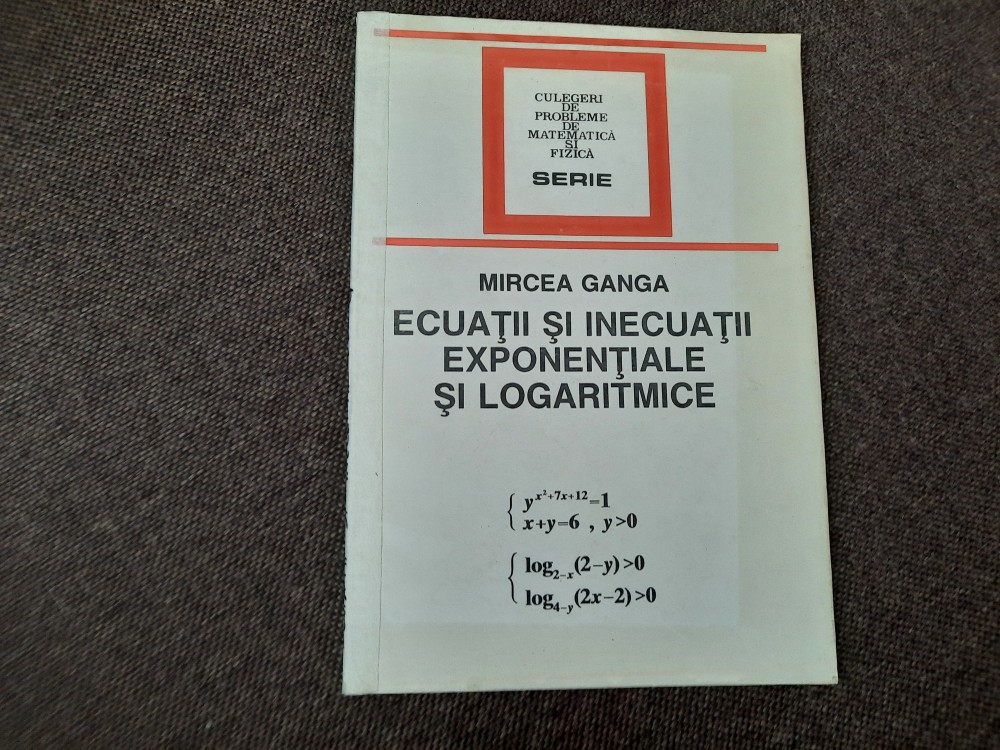 CULEGERI
DE
PROBLEME
DE
MATEMATICĂ
SI
FIZICĂ
SERIE
MIRCEA GANGA
ECUAŢII ŞI INECUAŢII
EXPONENŢIALE
ŞI LOGARITMICE
y^{x²+7x+12}=1
x+y=6 , y>0
log_{2-x}(2-y)>0
log_{4-y}(2x-2)>0